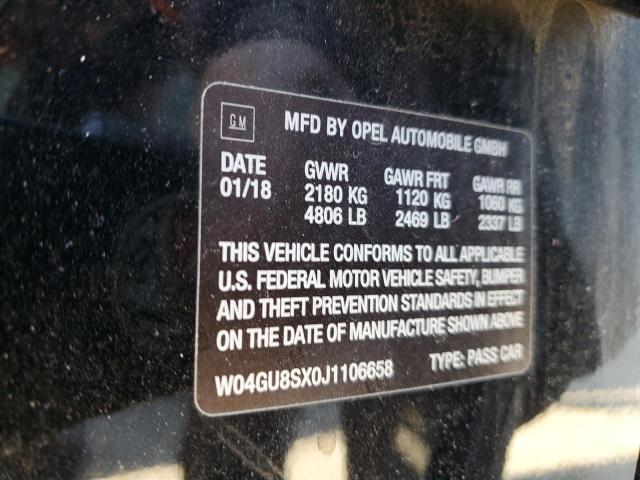 GM MFD BY OPEL AUTOMOBILE GMBH
DATE GVWR GAWR FRT GAWR RR
01/18 2180 KG 1120 KG 1060 KG
4806 LB 2469 LB 2337 LB
THIS VEHICLE CONFORMS TO ALL APPLICABLE
U.S. FEDERAL MOTOR VEHICLE SAFETY, BUMPER
AND THEFT PREVENTION STANDARDS IN EFFECT
ON THE DATE OF MANUFACTURE SHOWN ABOVE
W04GU8SX0J1106658 TYPE: PASS CAR